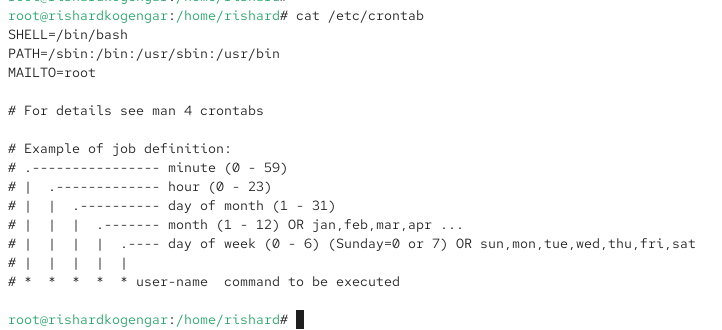 root@rishardkogengar:/home/rishard# cat /etc/crontab
SHELL=/bin/bash
PATH=/sbin:/bin:/usr/sbin:/usr/bin
MAILTO=root

# For details see man 4 crontabs

# Example of job definition:
# .---------------- minute (0 - 59)
# |  .------------- hour (0 - 23)
# |  |  .---------- day of month (1 - 31)
# |  |  |  .------- month (1 - 12) OR jan,feb,mar,apr ...
# |  |  |  |  .---- day of week (0 - 6) (Sunday=0 or 7) OR sun,mon,tue,wed,thu,fri,sat
# |  |  |  |  |
# *  *  *  *  * user-name  command to be executed

root@rishardkogengar:/home/rishard#